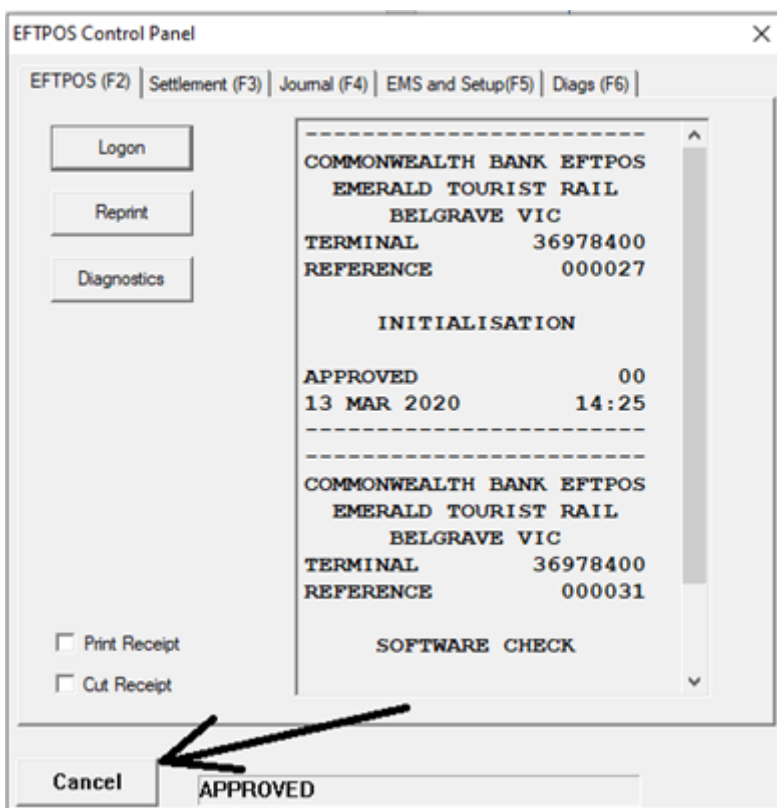 EFTPOS Control Panel
EFTPOS (F2) Settlement (F3) Journal (F4) EMS and Setup(F5) Diags (F6)
Logon
Reprint
Diagnostics
------------------------
COMMONWEALTH BANK EFTPOS
EMERALD TOURIST RAIL
BELGRAVE VIC
TERMINAL 36978400
REFERENCE 000027
INITIALISATION
APPROVED 00
13 MAR 2020 14:25
------------------------
------------------------
COMMONWEALTH BANK EFTPOS
EMERALD TOURIST RAIL
BELGRAVE VIC
TERMINAL 36978400
REFERENCE 000031
SOFTWARE CHECK
Print Receipt
Cut Receipt
Cancel
APPROVED